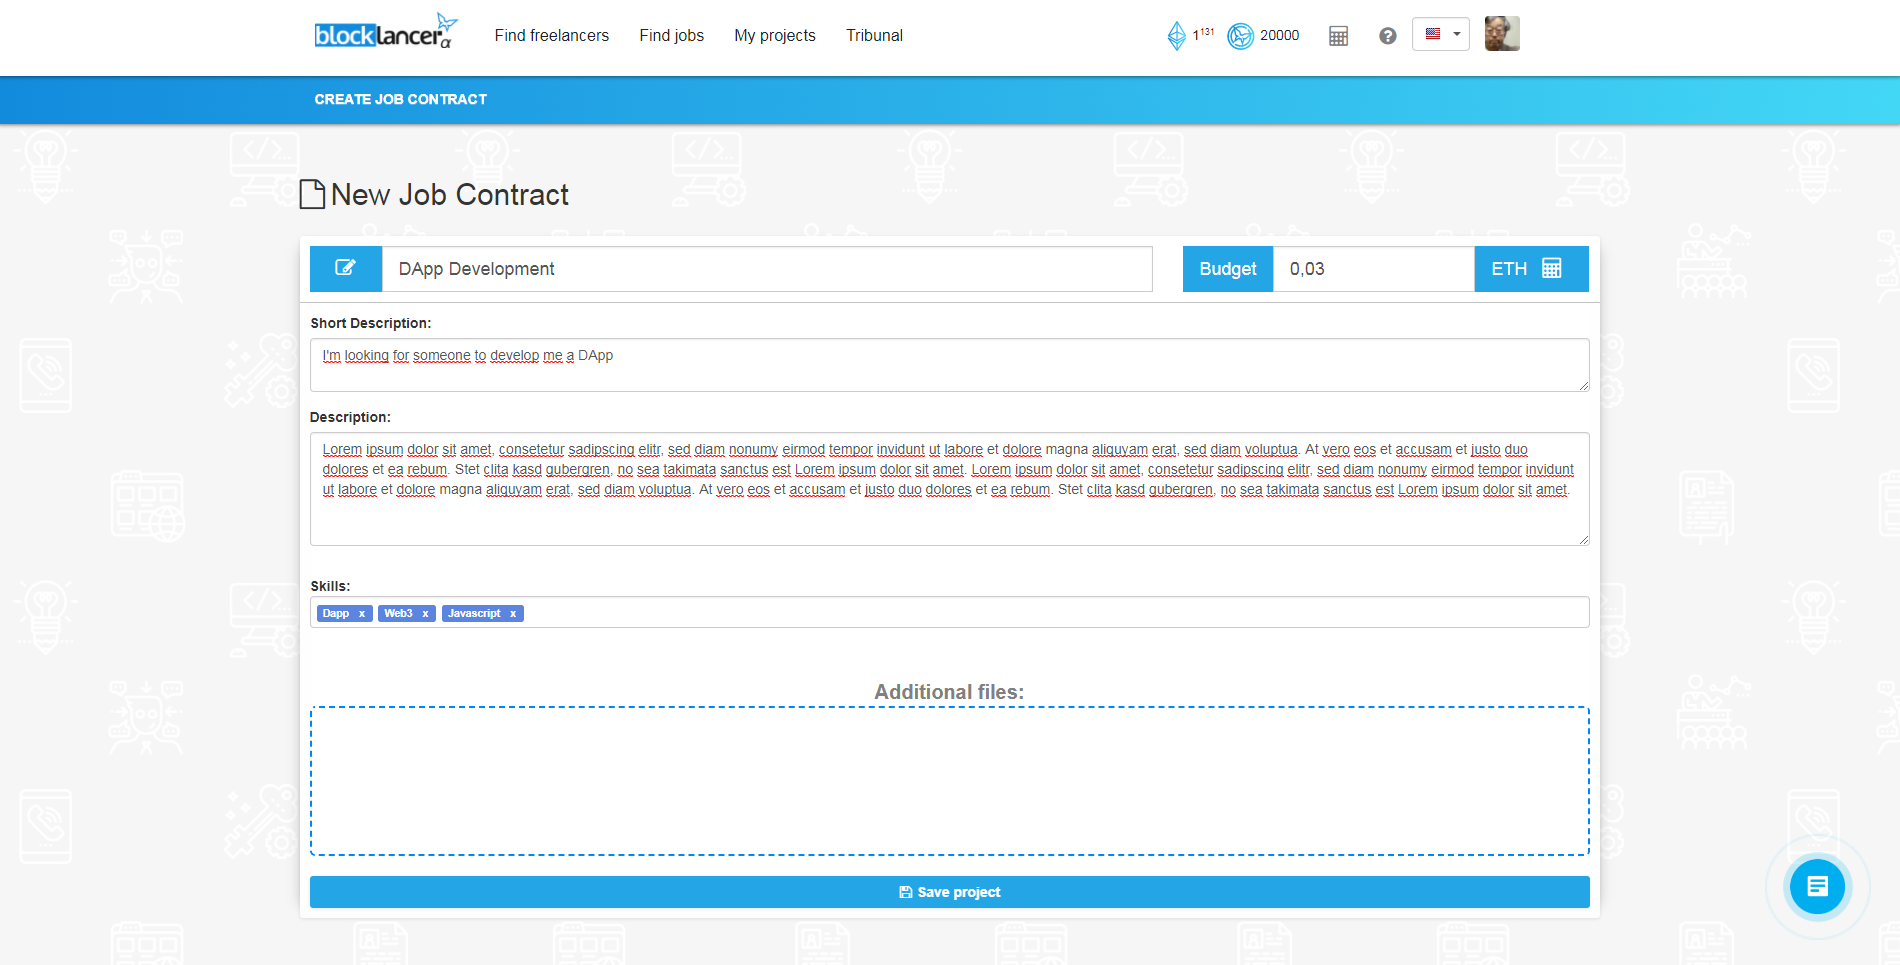 blocklancer α
Find freelancers Find jobs My projects Tribunal 1 131 20000
CREATE JOB CONTRACT
New Job Contract
DApp Development Budget 0,03 ETH
Short Description:
I'm looking for someone to develop me a DApp
Description:
Lorem ipsum dolor sit amet, consetetur sadipscing elitr, sed diam nonumy eirmod tempor invidunt ut labore et dolore magna aliquyam erat, sed diam voluptua. At vero eos et accusam et justo duo
dolores et ea rebum. Stet clita kasd gubergren, no sea takimata sanctus est Lorem ipsum dolor sit amet. Lorem ipsum dolor sit amet, consetetur sadipscing elitr, sed diam nonumy eirmod tempor invidunt
ut labore et dolore magna aliquyam erat, sed diam voluptua. At vero eos et accusam et justo duo dolores et ea rebum. Stet clita kasd gubergren, no sea takimata sanctus est Lorem ipsum dolor sit amet.
Skills:
Dapp x Web3 x Javascript x
Additional files:
Save project